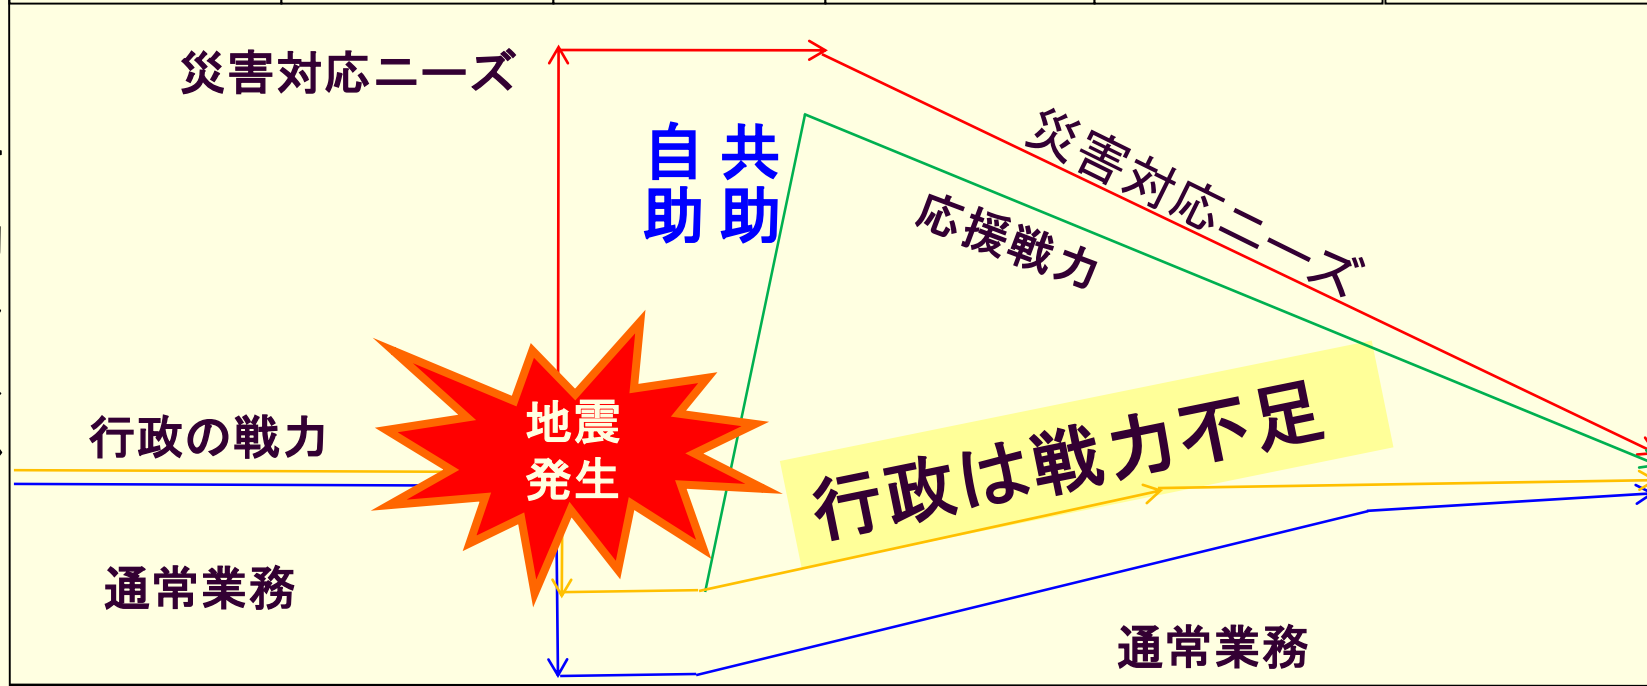 災害対応ニーズ
自助
共助
災害対応ニーズ
応援戦力
行政の戦力
地震
発生
行政は戦力不足
通常業務
通常業務